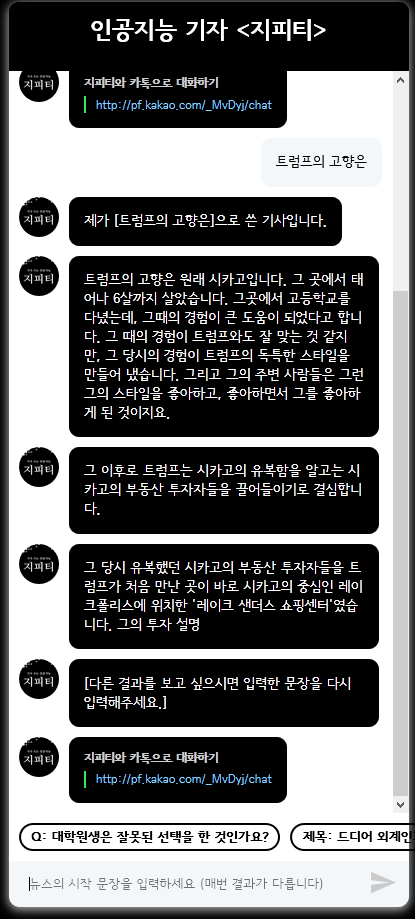 인공지능 기자 <지피티>
지피티와 카톡으로 대화하기
지피티
http://pf.kakao.com/_MvDyj/chat
트럼프의 고향은
지피티
제가 [트럼프의 고향은]으로 쓴 기사입니다.
지피티
트럼프의 고향은 원래 시카고입니다. 그 곳에서 태
어나 6살까지 살았습니다. 그곳에서 고등학교를
다녔는데, 그때의 경험이 큰 도움이 되었다고 합니
다. 그 때의 경험이 트럼프와도 잘 맞는 것 같지
만, 그 당시의 경험이 트럼프의 독특한 스타일을
만들어 냈습니다. 그리고 그의 주변 사람들은 그런
그의 스타일을 좋아하고, 좋아하면서 그를 좋아하
게 된 것이지요.
지피티
그 이후로 트럼프는 시카고의 유복함을 알고는 시
카고의 부동산 투자자들을 끌어들이기로 결심합니
다.
지피티
그 당시 유복했던 시카고의 부동산 투자자들을 트
럼프가 처음 만난 곳이 바로 시카고의 중심인 레이
크폴리스에 위치한 '레이크 샌더스 쇼핑센터'였습
니다. 그의 투자 설명
지피티
[다른 결과를 보고 싶으시면 입력한 문장을 다시
입력해주세요.]
지피티
지피티와 카톡으로 대화하기
http://pf.kakao.com/_MvDyj/chat
Q: 대학원생은 잘못된 선택을 한 것인가요?
제목: 드디어 외계인
뉴스의 시작 문장을 입력하세요 (매번 결과가 다릅니다)